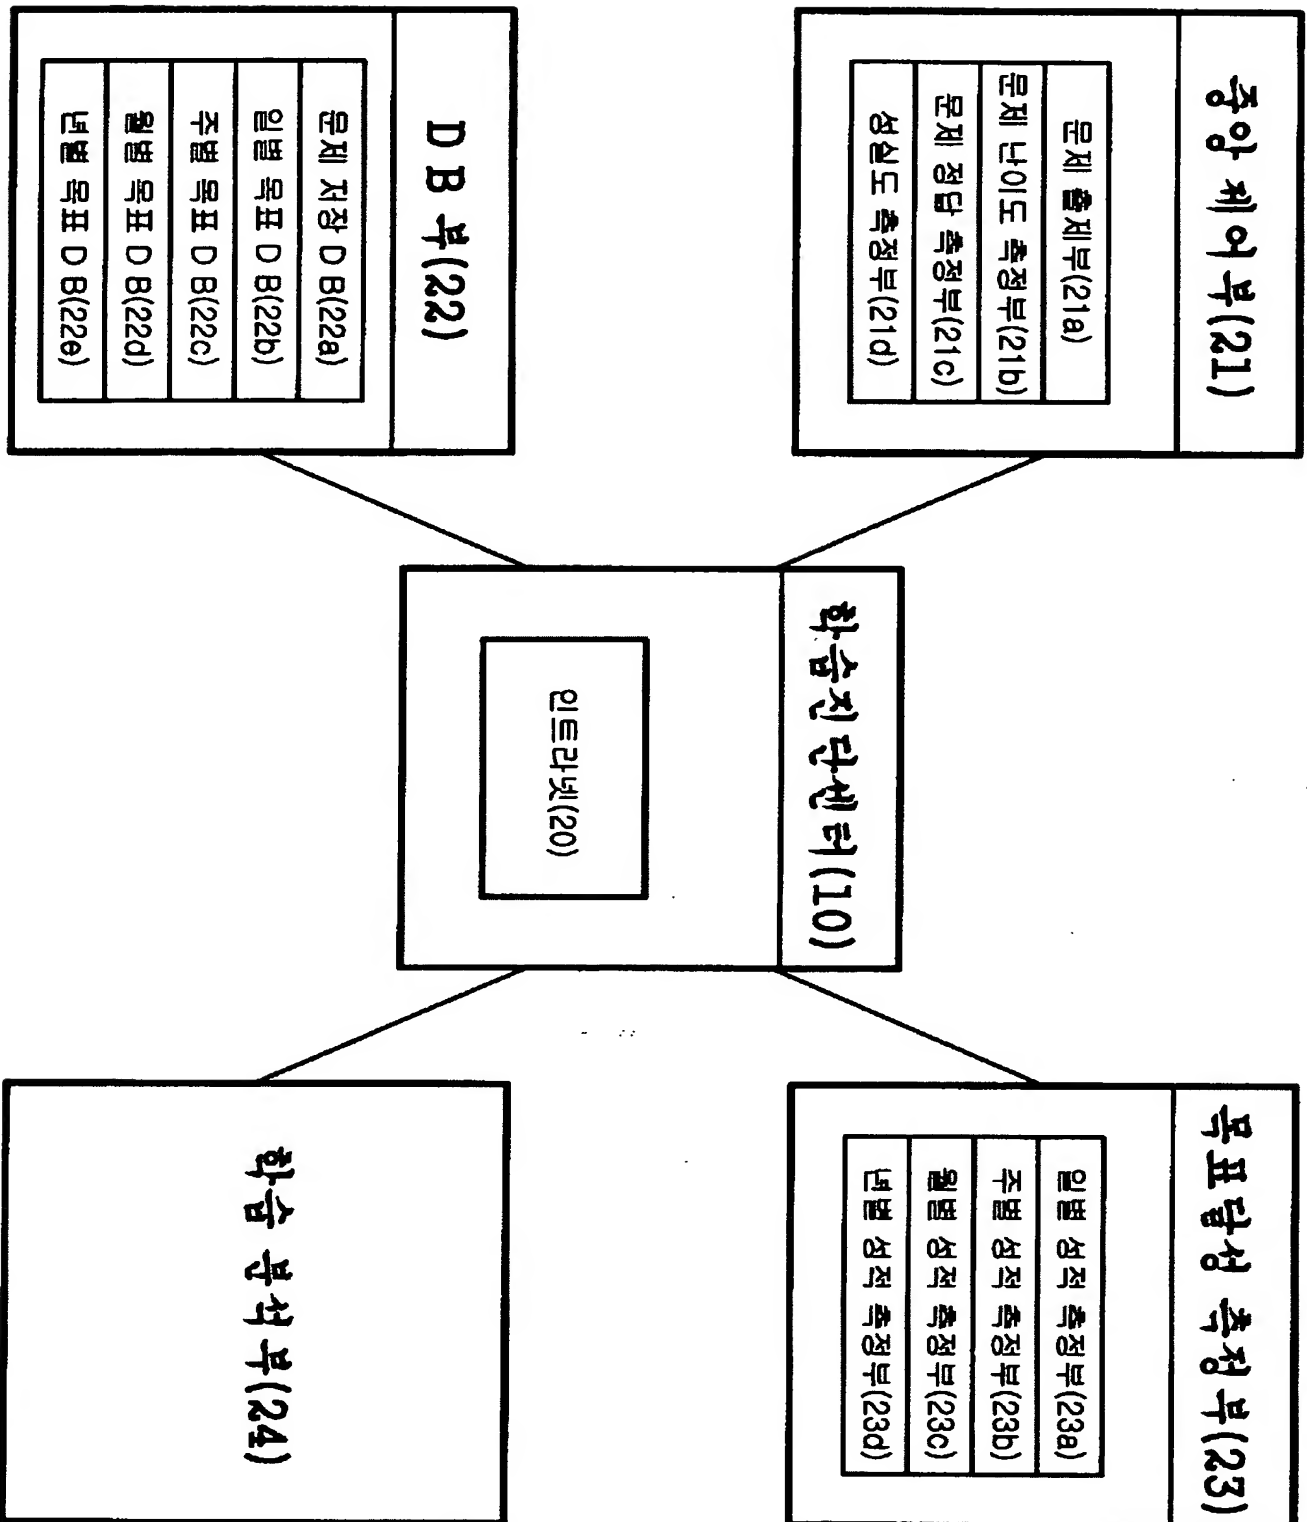 중앙 제어부(21)
문제 출제부(21a)
문제 난이도 측정부(21b)
문제 정답 측정부(21c)
성실도 측정부(21d)
목표달성 측정부(23)
일별 성적 측정부(23a)
주별 성적 측정부(23b)
월별 성적 측정부(23c)
년별 성적 측정부(23d)
학습진단센터(10)
인트라넷(20)
D B 부(22)
문제 저장 D B(22a)
일별 목표 D B(22b)
주별 목표 D B(22c)
월별 목표 D B(22d)
년별 목표 D B(22e)
학습 분석부(24)